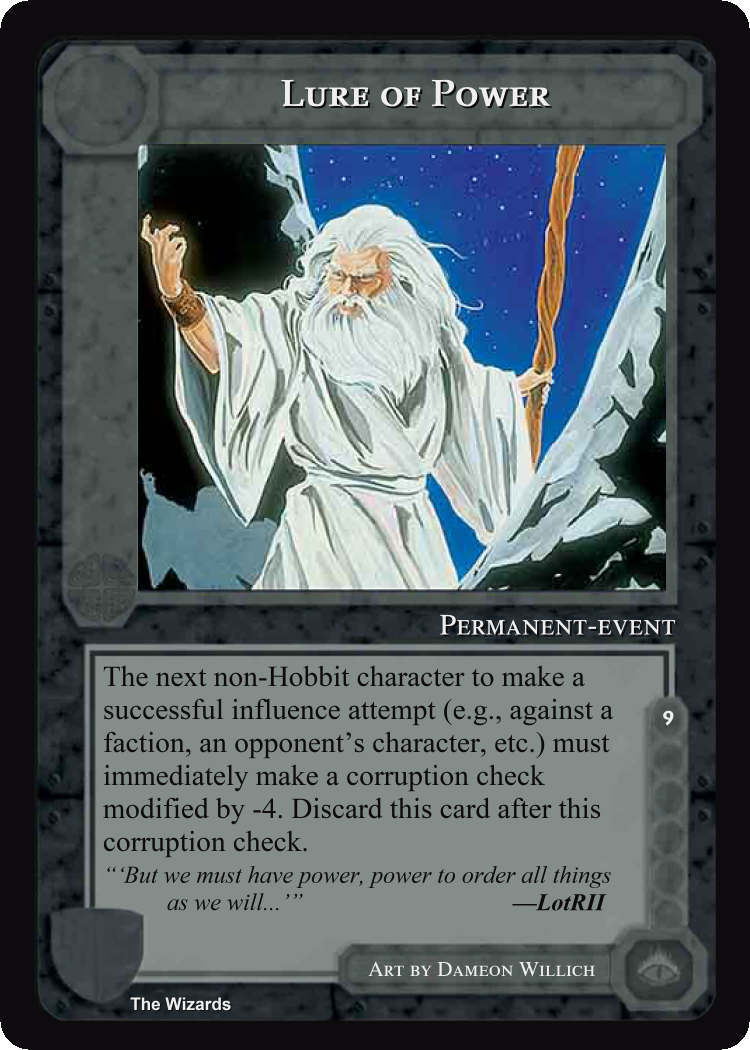 Lure of Power
Permanent-event
The next non-Hobbit character to make a
successful influence attempt (e.g., against a
faction, an opponent’s character, etc.) must
immediately make a corruption check
modified by -4. Discard this card after this
corruption check.
“‘But we must have power, power to order all things
as we will...’” —LotRII
9
Art by Dameon Willich
The Wizards